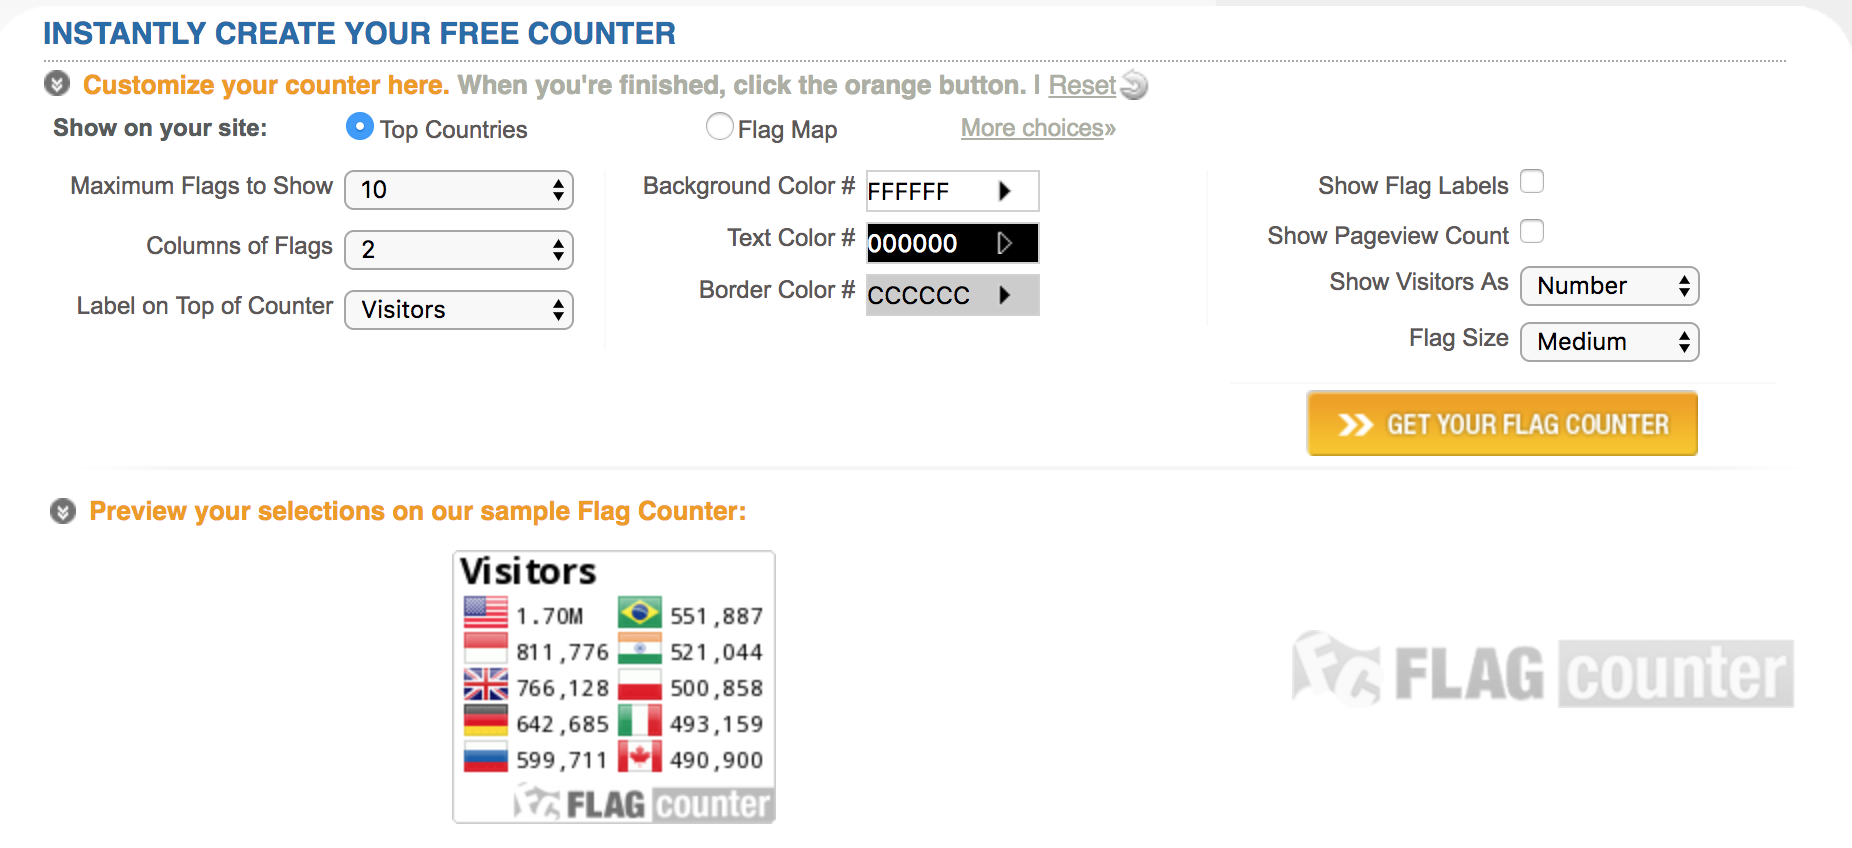 INSTANTLY CREATE YOUR FREE COUNTER
Customize your counter here. When you're finished, click the orange button. | Reset
Show on your site: Top Countries Flag Map More choices»
Maximum Flags to Show 10
Columns of Flags 2
Label on Top of Counter Visitors
Background Color # FFFFFF
Text Color # 000000
Border Color # CCCCCC
Show Flag Labels
Show Pageview Count
Show Visitors As Number
Flag Size Medium
GET YOUR FLAG COUNTER
Preview your selections on our sample Flag Counter:
Visitors
1.70M 551,887
811,776 521,044
766,128 500,858
642,685 493,159
599,711 490,900
FC FLAG counter
FC FLAG counter